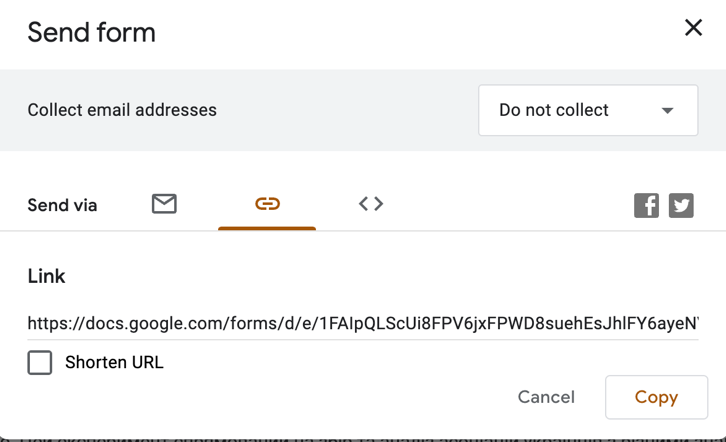 Send form
Collect email addresses
Do not collect
Send via
Link
https://docs.google.com/forms/d/e/1FAIpQLScUi8FPV6jxFPWD8suehEsJhlFY6ayeN
Shorten URL
Cancel
Copy